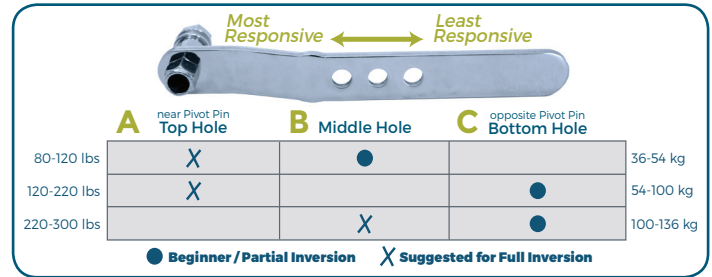 Most Responsive
Least Responsive
A near Pivot Pin Top Hole
B Middle Hole
C opposite Pivot Pin Bottom Hole
80-120 lbs X ● 36-54 kg
120-220 lbs X ● 54-100 kg
220-300 lbs X ● 100-136 kg
● Beginner / Partial Inversion X Suggested for Full Inversion